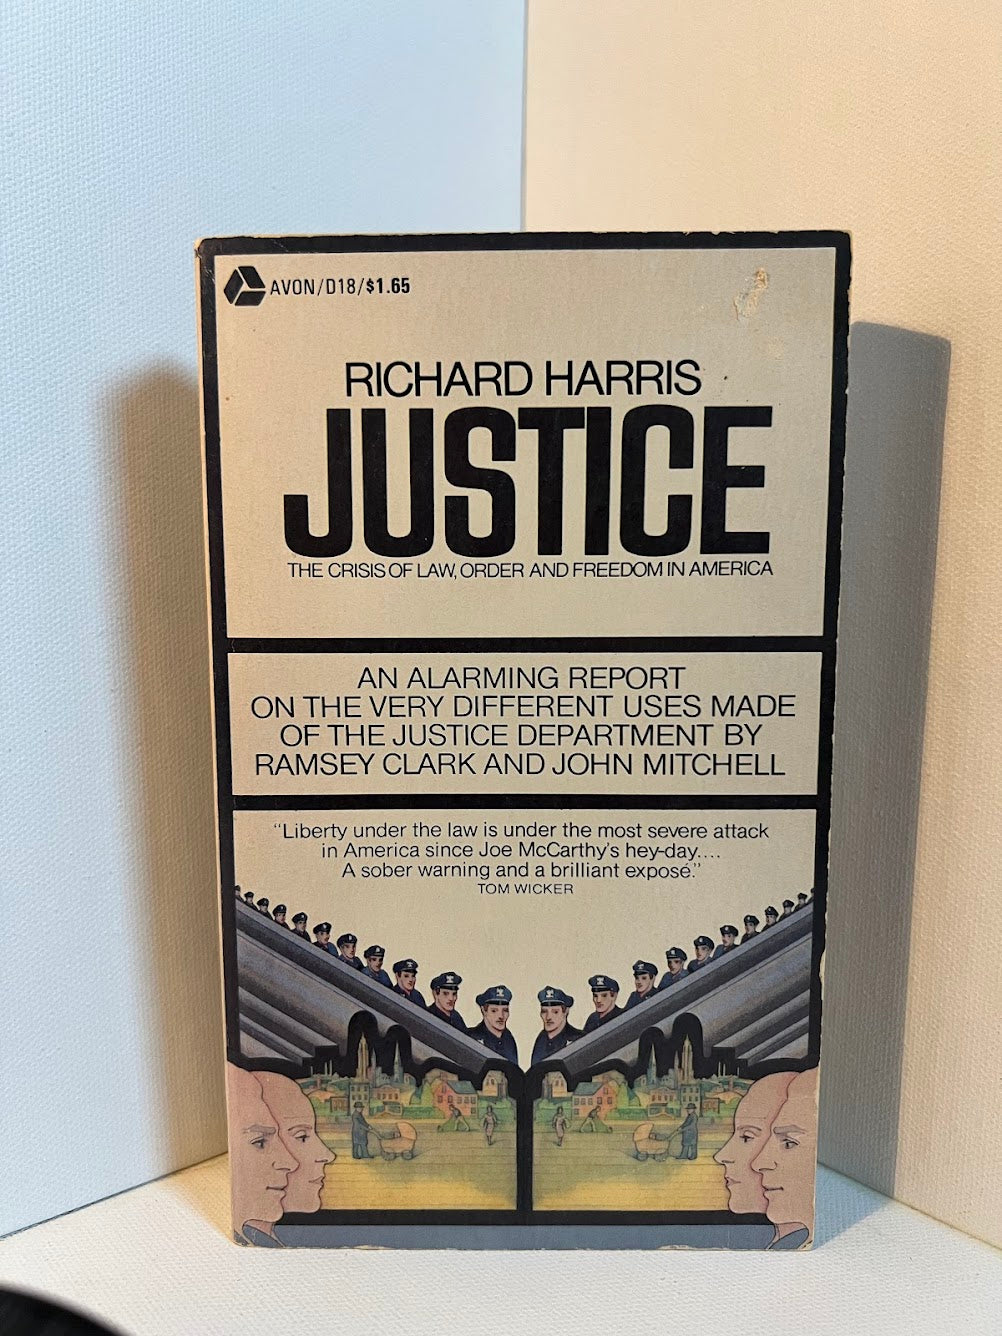 AVON/D18/$1.65
RICHARD HARRIS
JUSTICE
THE CRISIS OF LAW, ORDER AND FREEDOM IN AMERICA
AN ALARMING REPORT
ON THE VERY DIFFERENT USES MADE
OF THE JUSTICE DEPARTMENT BY
RAMSEY CLARK AND JOHN MITCHELL
“Liberty under the law is under the most severe attack
in America since Joe McCarthy’s hey-day....
A sober warning and a brilliant exposé.”
TOM WICKER